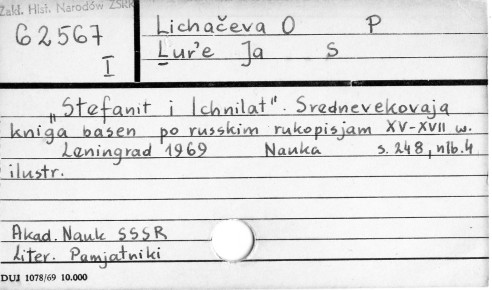 Zakł. Hist. Narodów ZSRR
62567
I
Lichačeva O P
Lur'e Ja S
„Stefanit i Ichnilat". Srednevekovaja
kniga basen po russkim rukopisjam XV-XVII w.
Leningrad 1969 Nauka s. 248, nlb. 4
ilustr.
Akad. Nauk SSSR
Liter. Pamjatniki
DUJ 1078/69 10.000